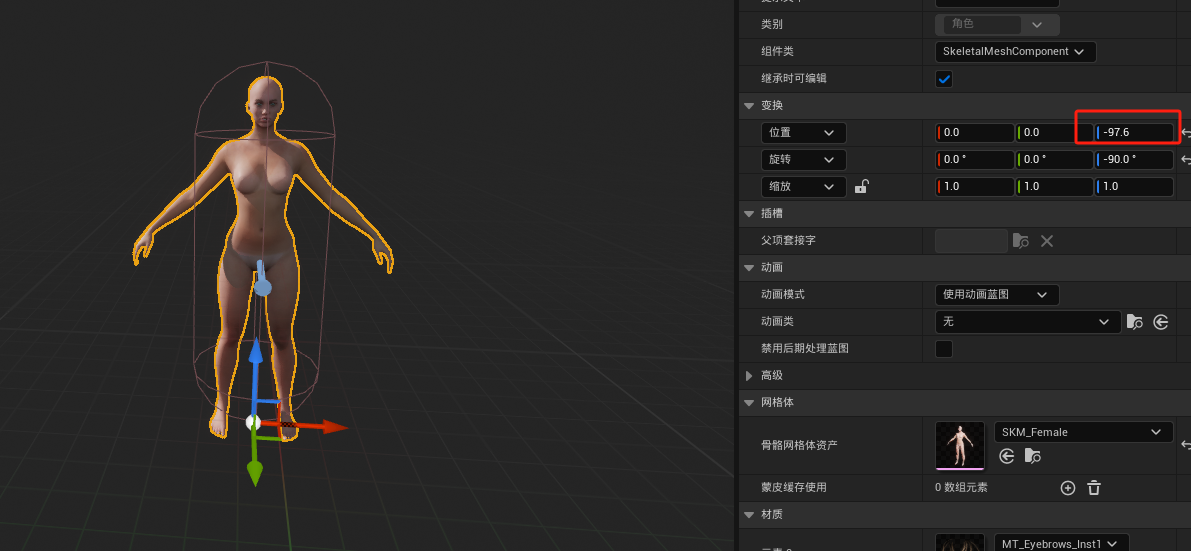 类别
角色
组件类
SkeletalMeshComponent
继承时可编辑
变换
位置
0.0
0.0
-97.6
旋转
0.0 °
0.0 °
-90.0 °
缩放
1.0
1.0
1.0
插槽
父项套接字
动画
动画模式
使用动画蓝图
动画类
无
禁用后期处理蓝图
高级
网格体
骨骼网格体资产
SKM_Female
蒙皮缓存使用
0 数组元素
材质
MT_Eyebrows_Inst1